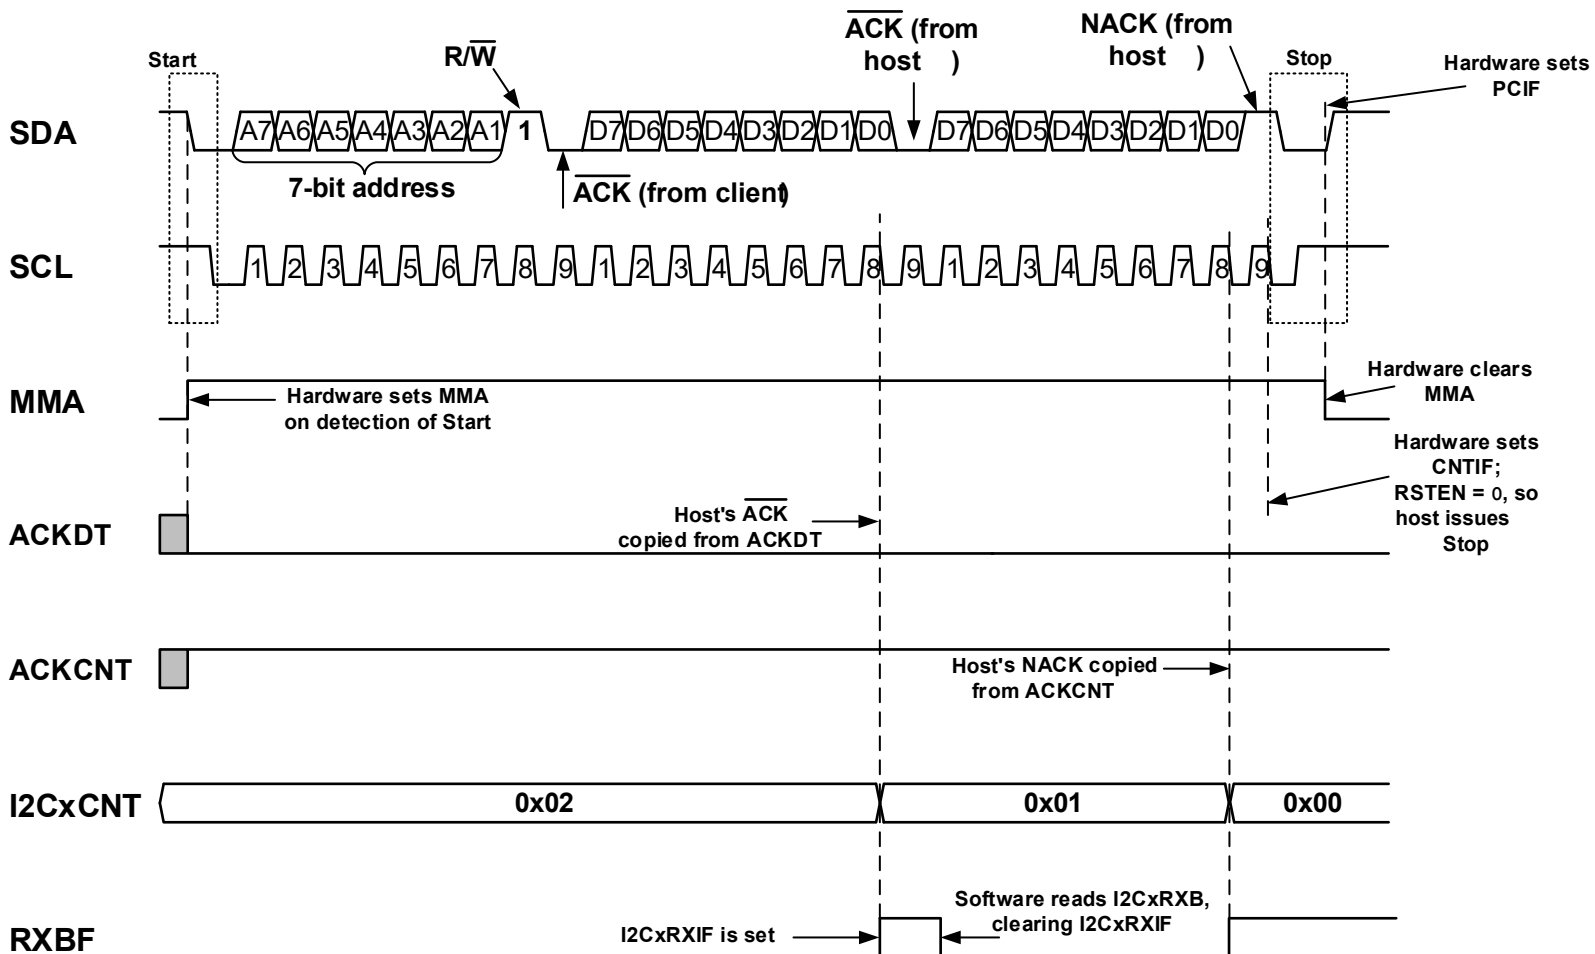 ACK (from
host )
NACK (from
host )
Start
R/W
Stop
Hardware sets
PCIF
SDA
A7 A6 A5 A4 A3 A2 A1 1 D7 D6 D5 D4 D3 D2 D1 D0 D7 D6 D5 D4 D3 D2 D1 D0
7-bit address
ACK (from client)
SCL
1 2 3 4 5 6 7 8 9 1 2 3 4 5 6 7 8 9 1 2 3 4 5 6 7 8 9
MMA
Hardware sets MMA
on detection of Start
Hardware clears
MMA
Hardware sets
CNTIF;
RSTEN = 0, so
host issues
Stop
ACKDT
Host's ACK
copied from ACKDT
ACKCNT
Host's NACK copied
from ACKCNT
I2CxCNT
0x02 0x01 0x00
RXBF
I2CxRXIF is set
Software reads I2CxRXB,
clearing I2CxRXIF